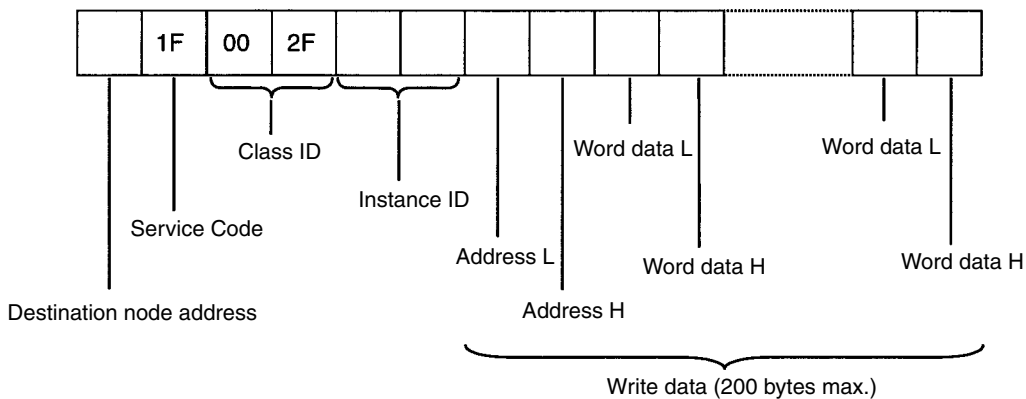 1F 00 2F
Class ID
Word data L
Word data L
Instance ID
Service Code
Address L
Word data H
Word data H
Destination node address
Address H
Write data (200 bytes max.)